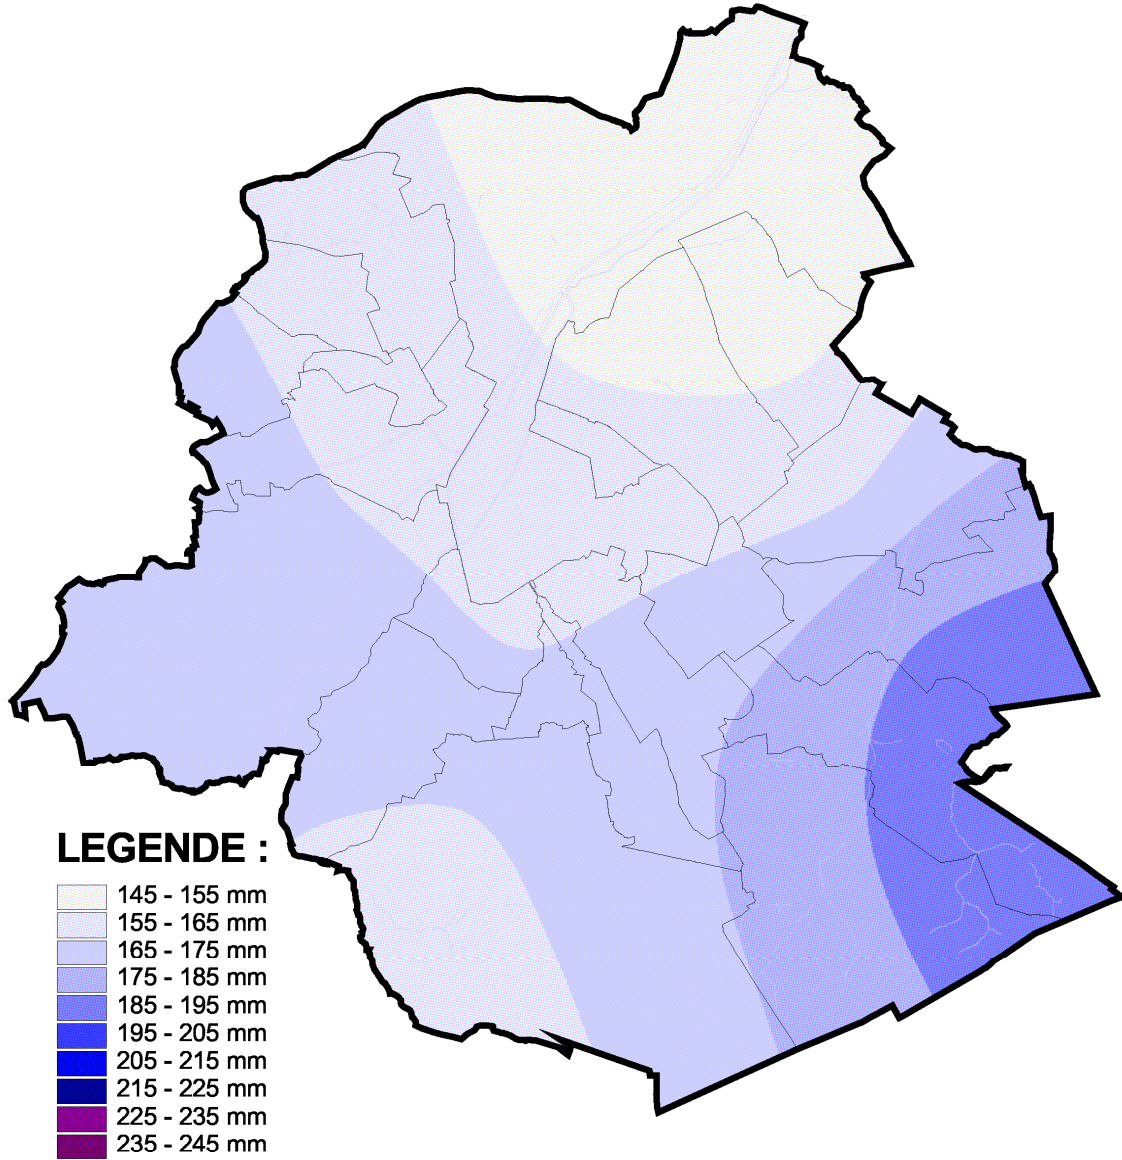 LEGENDE :
145 - 155 mm
155 - 165 mm
165 - 175 mm
175 - 185 mm
185 - 195 mm
195 - 205 mm
205 - 215 mm
215 - 225 mm
225 - 235 mm
235 - 245 mm